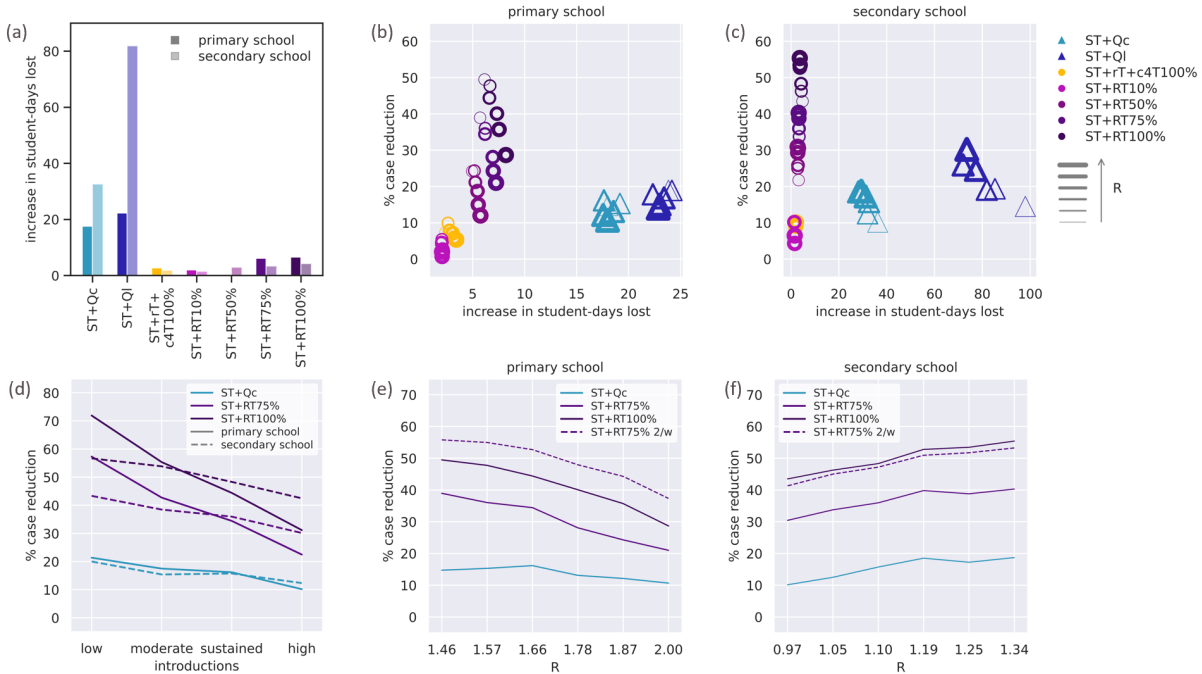 (a)
increase in student-days lost
80
60
40
20
0
primary school
secondary school
ST+Qc
ST+Ql
ST+rT+
c4T100%
ST+RT10%
ST+RT50%
ST+RT75%
ST+RT100%
primary school
(b)
% case reduction
60
50
40
30
20
10
0
5
10
15
20
25
increase in student-days lost
secondary school
(c)
% case reduction
60
50
40
30
20
10
0
0
20
40
60
80
100
increase in student-days lost
ST+Qc
ST+Ql
ST+rT+c4T100%
ST+RT10%
ST+RT50%
ST+RT75%
ST+RT100%
R
(d)
% case reduction
80
70
60
50
40
30
20
10
0
ST+Qc
ST+RT75%
ST+RT100%
primary school
secondary school
low
moderate
sustained
high
introductions
primary school
(e)
% case reduction
70
60
50
40
30
20
10
0
ST+Qc
ST+RT75%
ST+RT100%
ST+RT75% 2/w
1.46
1.57
1.66
1.78
1.87
2.00
R
secondary school
(f)
% case reduction
70
60
50
40
30
20
10
0
ST+Qc
ST+RT75%
ST+RT100%
ST+RT75% 2/w
0.97
1.05
1.10
1.19
1.25
1.34
R